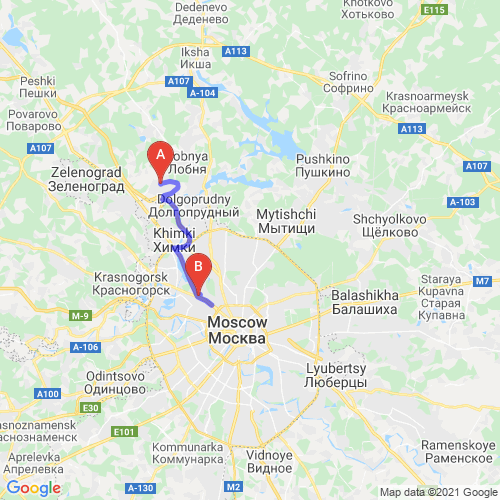 Dedenevo
Деденево
Khotkovo
Хотьково
E115
Iksha
Икша
A113
A107
A-104
Peshki
Пешки
Sofrino
Софрино
Krasnoarmeysk
Красноармейск
Povarovo
Поварово
A113
A107
A107
A
Lobnya
Лобня
Pushkino
Пушкино
Zelenograd
Зеленоград
Dolgoprudny
Долгопрудный
A-103
Mytishchi
Мытищи
Shchyolkovo
Щёлково
Khimki
Химки
B
Krasnogorsk
Красногорск
Staraya
Kupavna
Старая
Купавна
M7
Balashikha
Балашиха
M-9
Moscow
Москва
A-106
Lyubertsy
Люберцы
Odintsovo
Одинцово
A100
E30
rasnoznamensk
аснознаменск
E101
Kommunarka
Коммунарка
Vidnoye
Видное
Ramenskoye
Раменское
Aprelevka
Апрелевка
A-130
M2
Google
Map data ©2021 Google